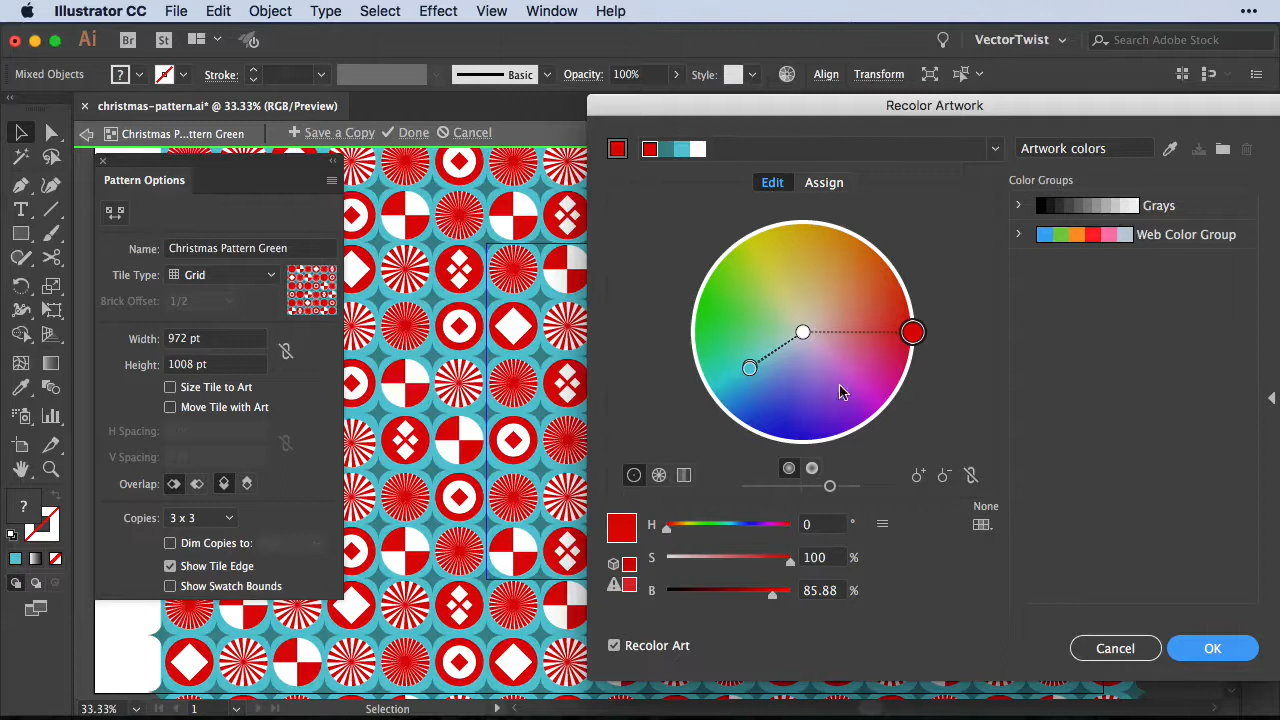 Illustrator CC File Edit Object Type Select Effect View Window Help
Ai Br St VectorTwist Search Adobe Stock
Mixed Objects ? Stroke: Basic Opacity: 100% Style: Align Transform
× christmas-pattern.ai* @ 33.33% (RGB/Preview)
Christmas P...ttern Green Save a Copy Done Cancel
Pattern Options
Name: Christmas Pattern Green
Tile Type: Grid
Brick Offset: 1/2
Width: 972 pt
Height: 1008 pt
Size Tile to Art
Move Tile with Art
H Spacing:
V Spacing:
Overlap:
Copies: 3 x 3
Dim Copies to:
Show Tile Edge
Show Swatch Bounds
?
Recolor Artwork
Artwork colors
Edit Assign
Color Groups
Grays
Web Color Group
None
H 0 °
S 100 %
B 85.88 %
Recolor Art
Cancel OK
33.33% 1 Selection